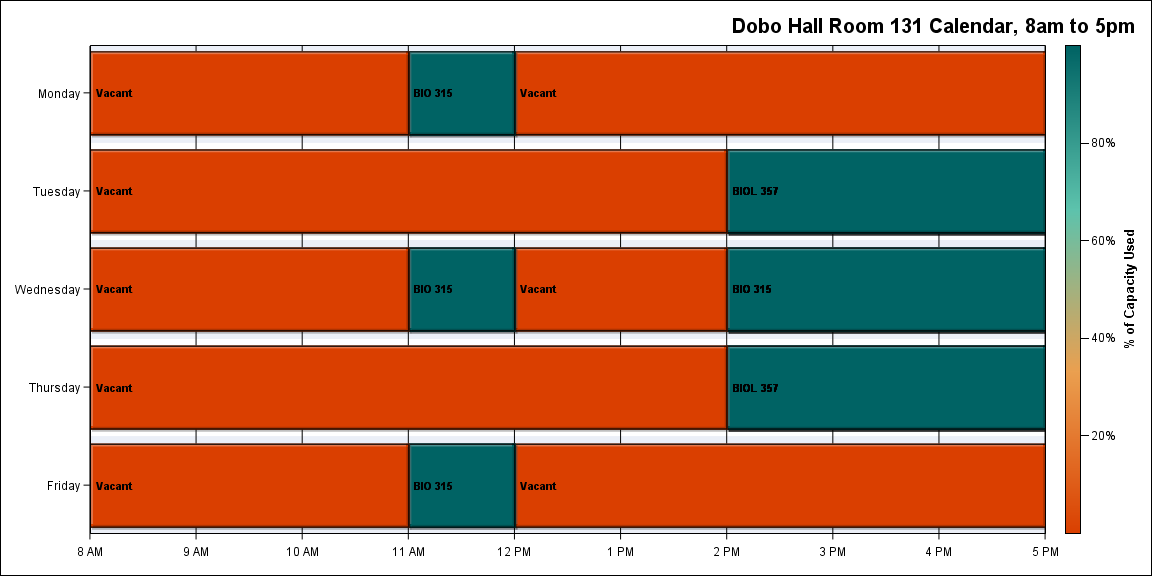 Dobo Hall Room 131 Calendar, 8am to 5pm
Monday
Vacant
BIO 315
Vacant
Tuesday
Vacant
BIOL 357
Wednesday
Vacant
BIO 315
Vacant
BIO 315
Thursday
Vacant
BIOL 357
Friday
Vacant
BIO 315
Vacant
8 AM 9 AM 10 AM 11 AM 12 PM 1 PM 2 PM 3 PM 4 PM 5 PM
80%
60%
40%
20%
% of Capacity Used